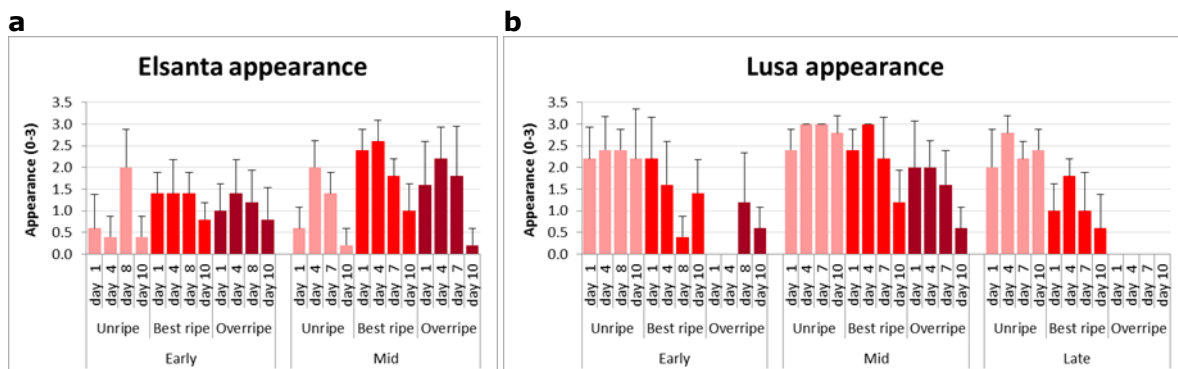 a
b
Elsanta appearance
Lusa appearance
Appearance (0-3)
3.5
3.0
2.5
2.0
1.5
1.0
0.5
0.0
day 1
day 4
day 8
day 10
day 1
day 4
day 8
day 10
day 1
day 4
day 8
day 10
day 1
day 4
day 7
day 10
day 1
day 4
day 7
day 10
day 1
day 4
day 7
day 10
Unripe
Best ripe
Overripe
Unripe
Best ripe
Overripe
Early
Mid
Appearance (0-3)
3.5
3.0
2.5
2.0
1.5
1.0
0.5
0.0
day 1
day 4
day 8
day 10
day 1
day 4
day 8
day 10
day 1
day 4
day 8
day 10
day 1
day 4
day 7
day 10
day 1
day 4
day 7
day 10
day 1
day 4
day 7
day 10
day 1
day 4
day 7
day 10
day 1
day 4
day 7
day 10
day 1
day 4
day 7
day 10
Unripe
Best ripe
Overripe
Unripe
Best ripe
Overripe
Unripe
Best ripe
Overripe
Early
Mid
Late